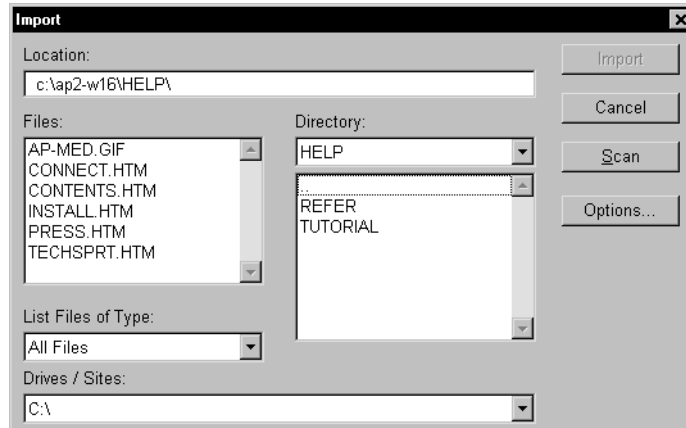 Import
Location:
c:\ap2-w16\HELP\
Files:
AP-MED.GIF
CONNECT.HTM
CONTENTS.HTM
INSTALL.HTM
PRESS.HTM
TECHSPRT.HTM
List Files of Type:
All Files
Directory:
HELP
..
REFER
TUTORIAL
Drives / Sites:
C:\
Import
Cancel
Scan
Options...